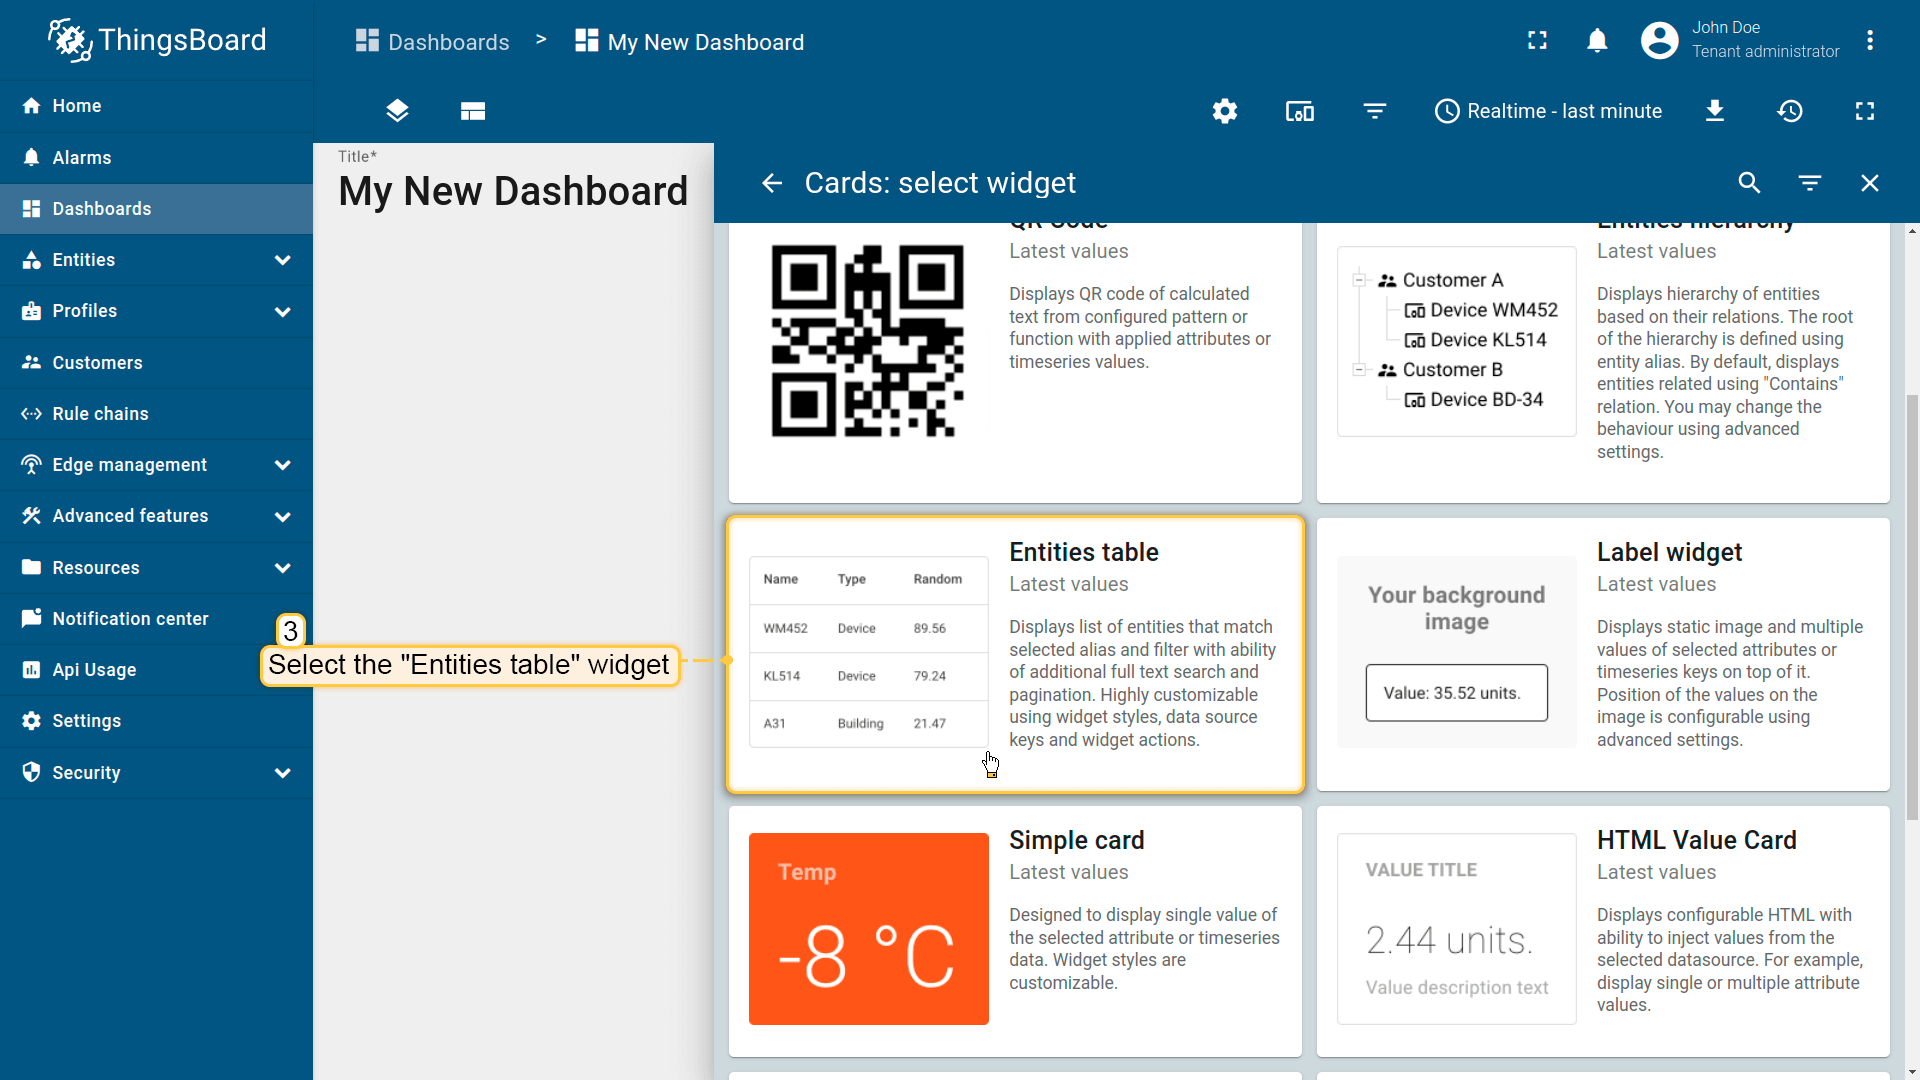 ThingsBoard
Dashboards > My New Dashboard
John Doe
Tenant administrator
Realtime - last minute
Home
Alarms
Dashboards
Entities
Profiles
Customers
Rule chains
Edge management
Advanced features
Resources
Notification center
Api Usage
Settings
Security
Title*
My New Dashboard
3
Select the "Entities table" widget
Cards: select widget
QR Code
Latest values
Displays QR code of calculated
text from configured pattern or
function with applied attributes or
timeseries values.
Entities hierarchy
Latest values
Customer A
Device WM452
Device KL514
Customer B
Device BD-34
Displays hierarchy of entities
based on their relations. The root
of the hierarchy is defined using
entity alias. By default, displays
entities related using "Contains"
relation. You may change the
behaviour using advanced
settings.
Entities table
Latest values
Name Type Random
WM452 Device 89.56
KL514 Device 79.24
A31 Building 21.47
Displays list of entities that match
selected alias and filter with ability
of additional full text search and
pagination. Highly customizable
using widget styles, data source
keys and widget actions.
Label widget
Latest values
Your background
image
Value: 35.52 units.
Displays static image and multiple
values of selected attributes or
timeseries keys on top of it.
Position of the values on the
image is configurable using
advanced settings.
Simple card
Latest values
Temp
-8 °C
Designed to display single value of
the selected attribute or timeseries
data. Widget styles are
customizable.
HTML Value Card
Latest values
VALUE TITLE
2.44 units.
Value description text
Displays configurable HTML with
ability to inject values from the
selected datasource. For example,
display single or multiple attribute
values.